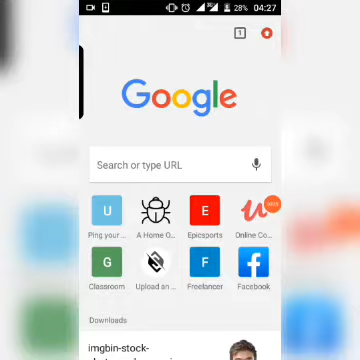 28% 04:27
1
Google
Search or type URL
U E
Ping your ... A Home O... Epicsports Online Co...
G F
Classroom Upload an ... Freelancer Facebook
Downloads
imgbin-stock-